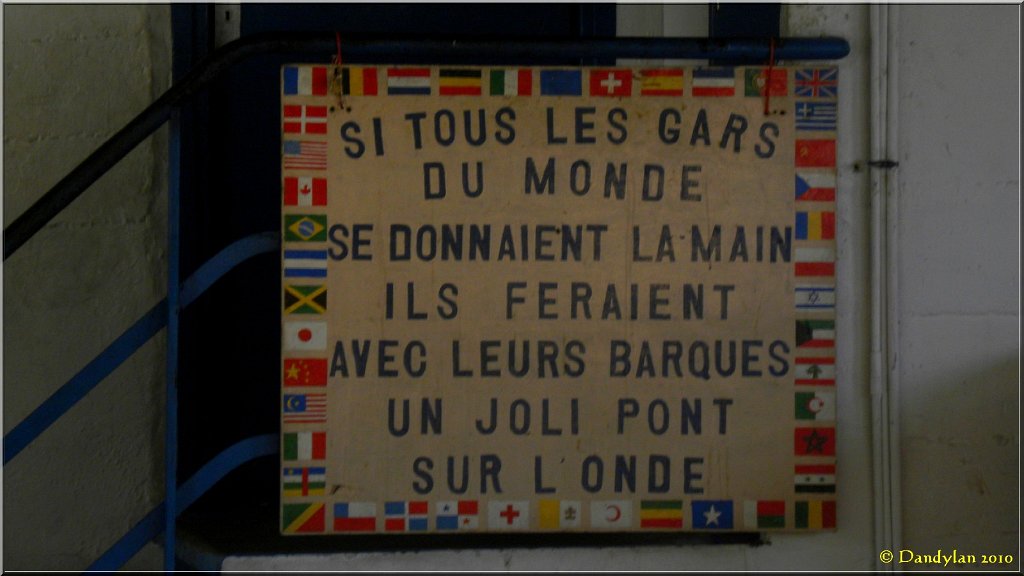 SI TOUS LES GARS
DU MONDE
SE DONNAIENT LA MAIN
ILS FERAIENT
AVEC LEURS BARQUES
UN JOLI PONT
SUR L'ONDE
© Dandylan 2010